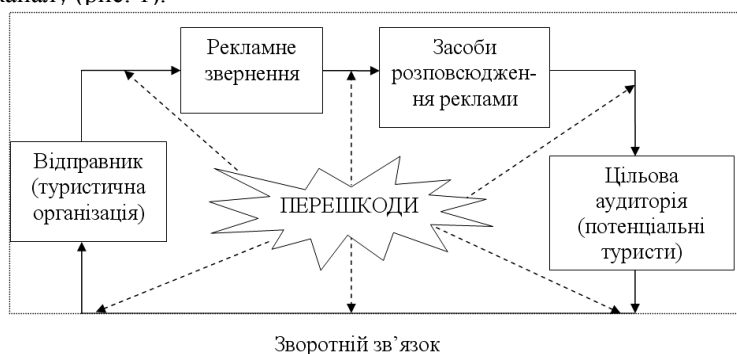 каналу (рис. 1).
Рекламне
звернення
Засоби
розповсюджен-
ня реклами
Відправник
(туристична
організація)
ПЕРЕШКОДИ
Цільова
аудиторія
(потенціальні
туристи)
Зворотній зв’язок